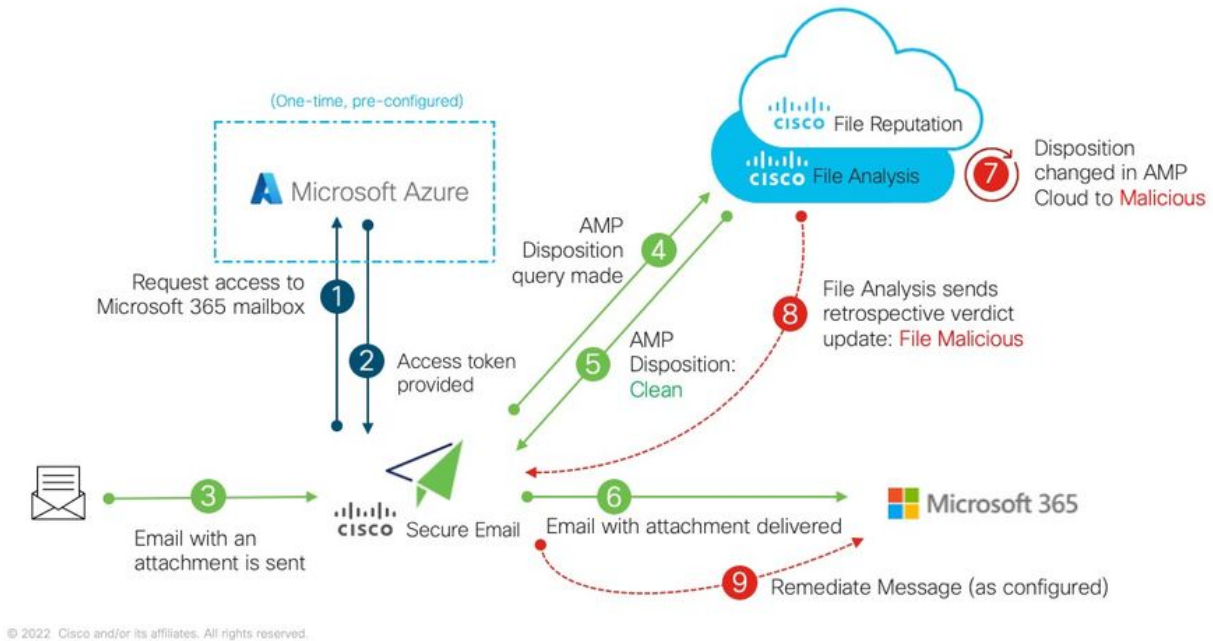 (One-time, pre-configured)
Microsoft Azure
Request access to
Microsoft 365 mailbox
1
2
Access token
provided
CISCO File Reputation
CISCO File Analysis
7
Disposition
changed in AMP
Cloud to Malicious
AMP
Disposition
query made
4
5
AMP
Disposition:
Clean
8
File Analysis sends
retrospective verdict
update: File Malicious
3
Email with an
attachment is sent
CISCO Secure Email
6
Email with attachment delivered
Microsoft 365
9
Remediate Message (as configured)
© 2022 Cisco and/or its affiliates. All rights reserved.